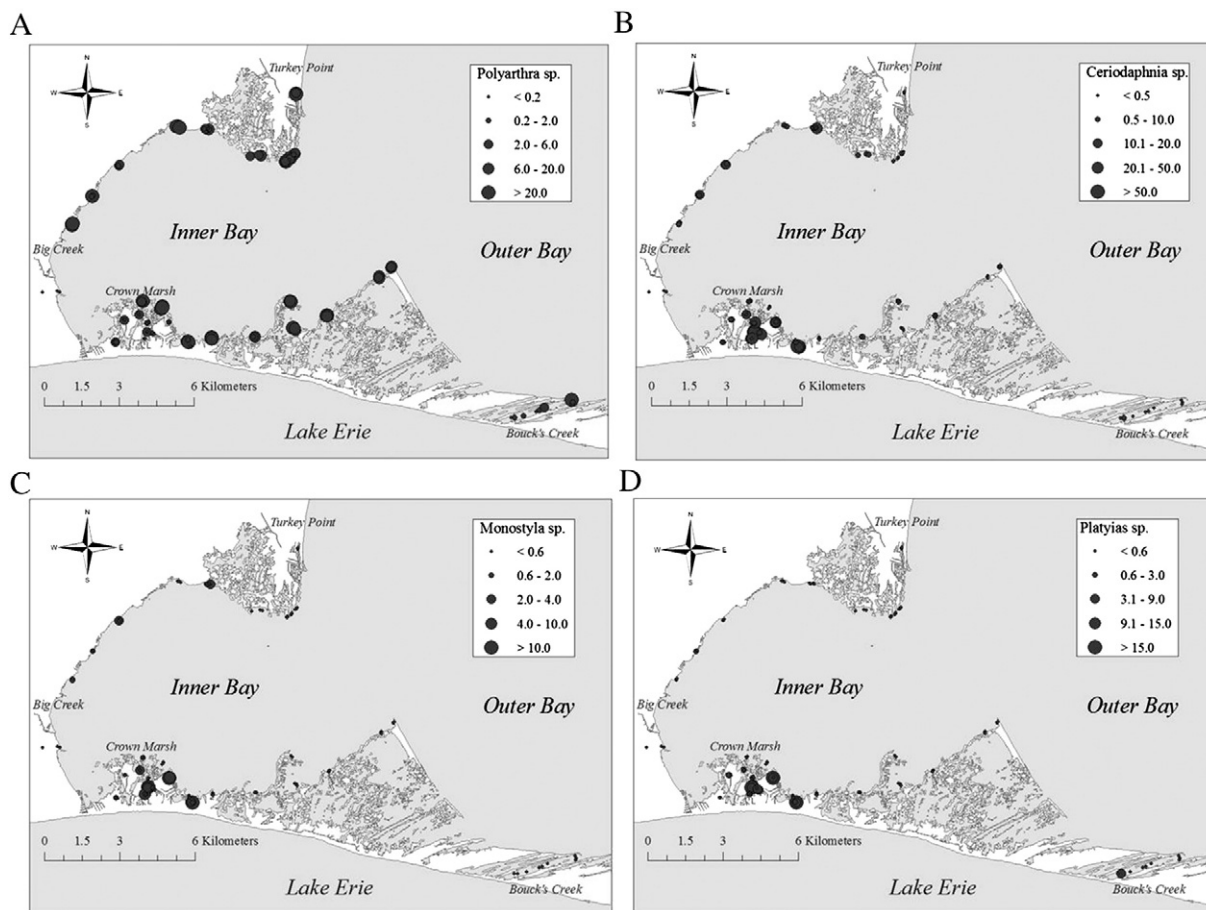 A
N
W E
S
Turkey Point
Polyarthra sp.
< 0.2
0.2 - 2.0
2.0 - 6.0
6.0 - 20.0
> 20.0
Inner Bay
Outer Bay
Big Creek
Crown Marsh
0 1.5 3 6 Kilometers
Lake Erie
Bouck's Creek
B
N
W E
S
Turkey Point
Ceriodaphnia sp.
< 0.5
0.5 - 10.0
10.1 - 20.0
20.1 - 50.0
> 50.0
Inner Bay
Outer Bay
Big Creek
Crown Marsh
0 1.5 3 6 Kilometers
Lake Erie
Bouck's Creek
C
N
W E
S
Turkey Point
Monostyla sp.
< 0.6
0.6 - 2.0
2.0 - 4.0
4.0 - 10.0
> 10.0
Inner Bay
Outer Bay
Big Creek
Crown Marsh
0 1.5 3 6 Kilometers
Lake Erie
Bouck's Creek
D
N
W E
S
Turkey Point
Platyias sp.
< 0.6
0.6 - 3.0
3.1 - 9.0
9.1 - 15.0
> 15.0
Inner Bay
Outer Bay
Big Creek
Crown Marsh
0 1.5 3 6 Kilometers
Lake Erie
Bouck's Creek